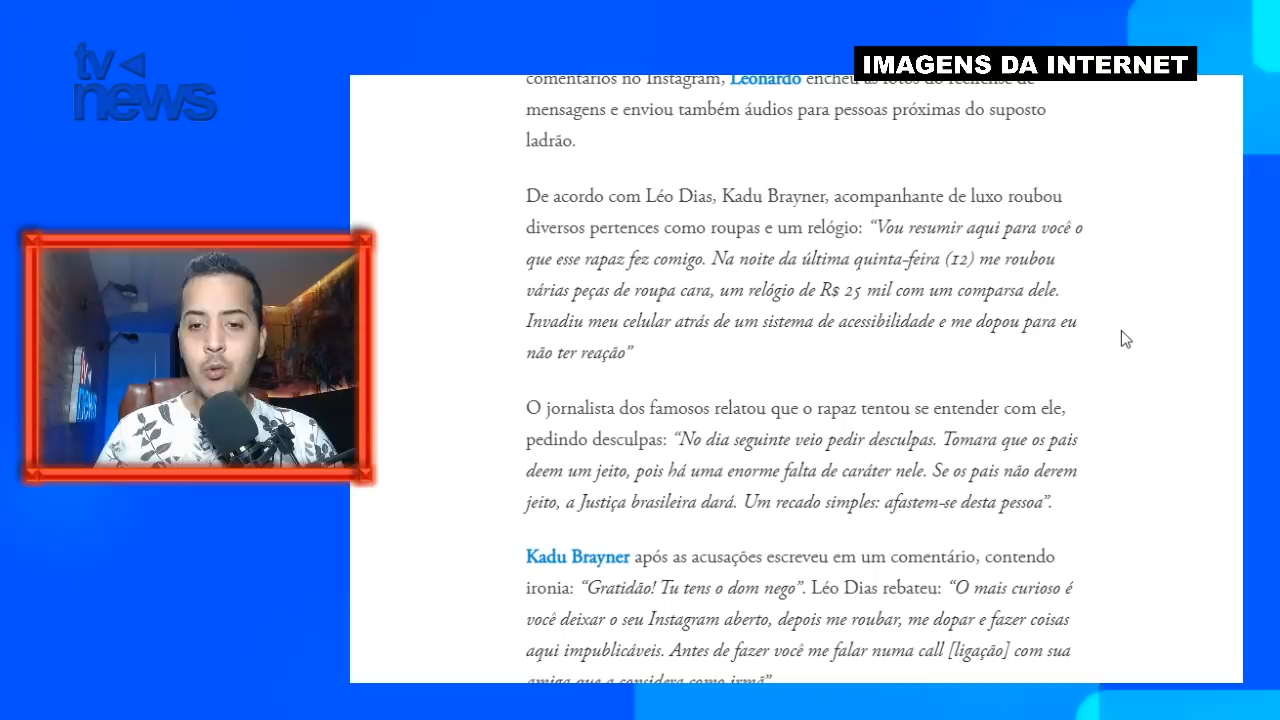 tv
news
IMAGENS DA INTERNET
comentários no Instagram, Leonardo encheu as fotos do recifense de
mensagens e enviou também áudios para pessoas próximas do suposto
ladrão.
De acordo com Léo Dias, Kadu Brayner, acompanhante de luxo roubou
diversos pertences como roupas e um relógio: “Vou resumir aqui para você o
que esse rapaz fez comigo. Na noite da última quinta-feira (12) me roubou
várias peças de roupa cara, um relógio de R$ 25 mil com um comparsa dele.
Invadiu meu celular atrás de um sistema de acessibilidade e me dopou para eu
não ter reação”
O jornalista dos famosos relatou que o rapaz tentou se entender com ele,
pedindo desculpas: “No dia seguinte veio pedir desculpas. Tomara que os pais
deem um jeito, pois há uma enorme falta de caráter nele. Se os pais não derem
jeito, a Justiça brasileira dará. Um recado simples: afastem-se desta pessoa”.
Kadu Brayner após as acusações escreveu em um comentário, contendo
ironia: “Gratidão! Tu tens o dom nego”. Léo Dias rebateu: “O mais curioso é
você deixar o seu Instagram aberto, depois me roubar, me dopar e fazer coisas
aqui impublicáveis. Antes de fazer você me falar numa call [ligação] com sua
amiga que a considera como irmã”
tv
news